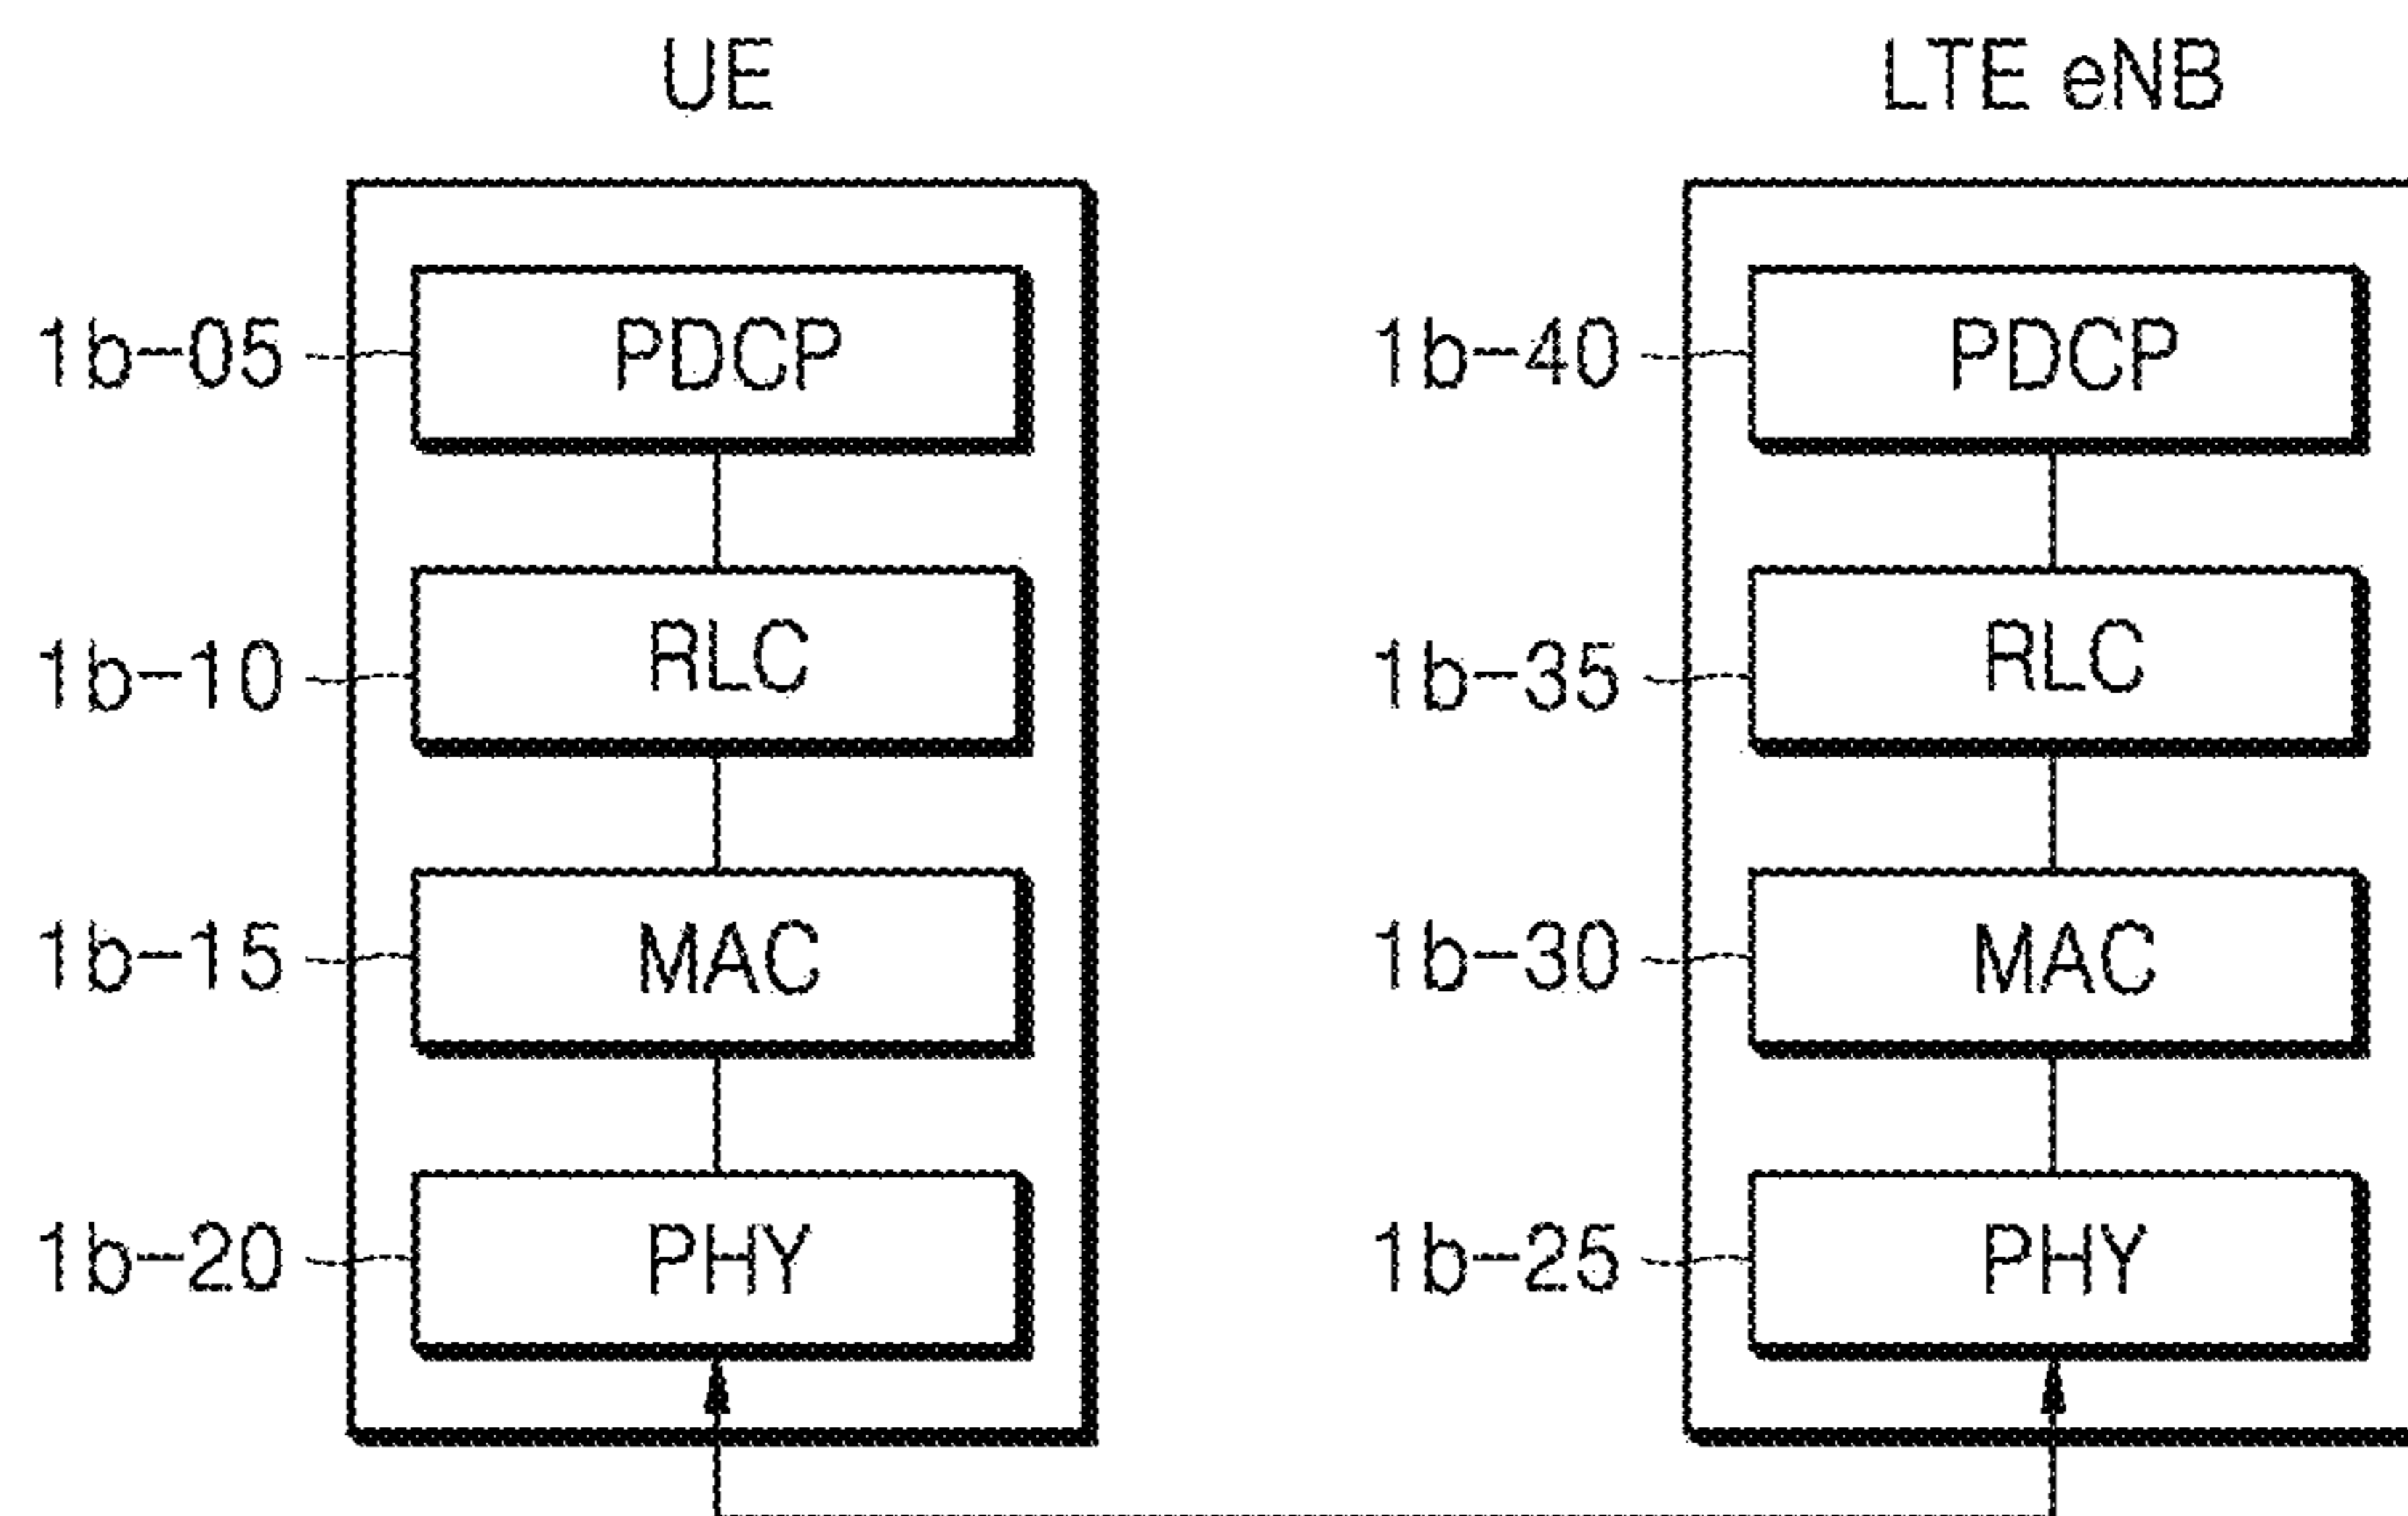 UE
LTE eNB
1b-05
PDCP
1b-40
PDCP
1b-10
RLC
1b-35
RLC
1b-15
MAC
1b-30
MAC
1b-20
PHY
1b-25
PHY